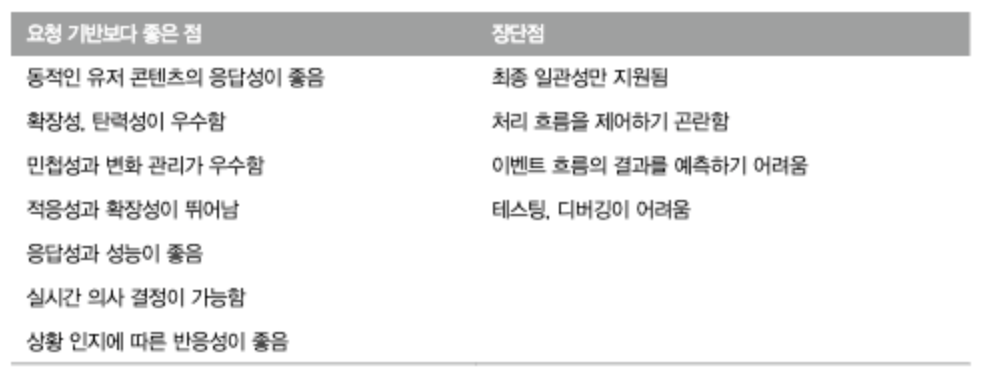 요청 기반보다 좋은 점 장단점
동적인 유저 콘텐츠의 응답성이 좋음 최종 일관성만 지원됨
확장성, 탄력성이 우수함 처리 흐름을 제어하기 곤란함
민첩성과 변화 관리가 우수함 이벤트 흐름의 결과를 예측하기 어려움
적응성과 확장성이 뛰어남 테스팅, 디버깅이 어려움
응답성과 성능이 좋음
실시간 의사 결정이 가능함
상황 인지에 따른 반응성이 좋음